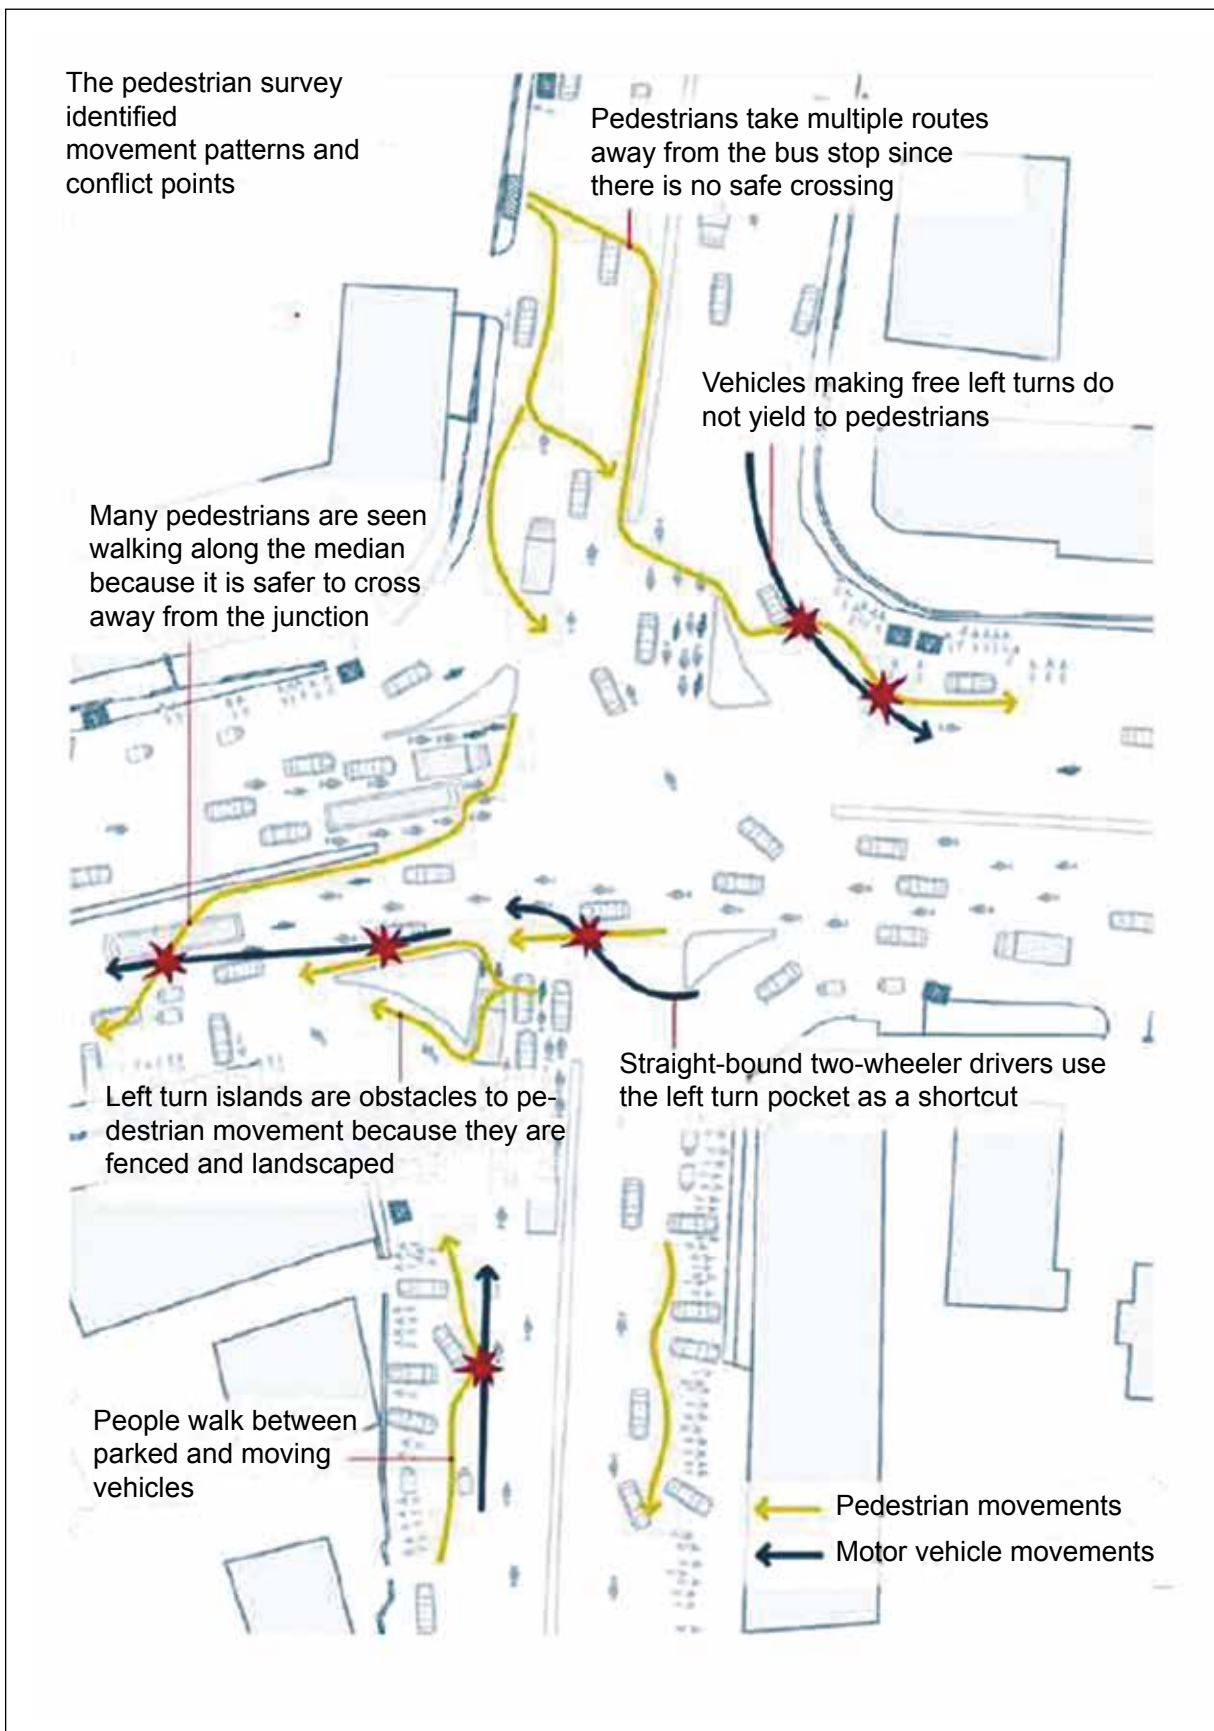 The pedestrian survey
identified
movement patterns and
conflict points
Pedestrians take multiple routes
away from the bus stop since
there is no safe crossing
Vehicles making free left turns do
not yield to pedestrians
Many pedestrians are seen
walking along the median
because it is safer to cross
away from the junction
Straight-bound two-wheeler drivers use
the left turn pocket as a shortcut
Left turn islands are obstacles to pe-
destrian movement because they are
fenced and landscaped
People walk between
parked and moving
vehicles
Pedestrian movements
Motor vehicle movements